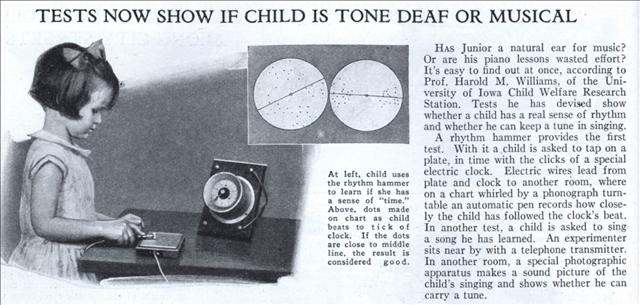 TESTS NOW SHOW IF CHILD IS TONE DEAF OR MUSICAL
At left, child uses
the rhythm hammer
to learn if she has
a sense of "time."
Above, dots made
on chart as child
beats to tick of
clock. If the dots
are close to middle
line, the result is
considered good.
HAS Junior a natural ear for music?
Or are his piano lessons wasted effort?
It's easy to find out at once, according to
Prof. Harold M. Williams, of the Uni-
versity of Iowa Child Welfare Research
Station. Tests he has devised show
whether a child has a real sense of rhythm
and whether he can keep a tune in singing.
A rhythm hammer provides the first
test. With it a child is asked to tap on a
plate, in time with the clicks of a special
electric clock. Electric wires lead from
plate and clock to another room, where
on a chart whirled by a phonograph turn-
table an automatic pen records how close-
ly the child has followed the clock's beat.
In another test, a child is asked to sing
a song he has learned. An experimenter
sits near by with a telephone transmitter.
In another room, a special photographic
apparatus makes a sound picture of the
child's singing and shows whether he can
carry a tune.